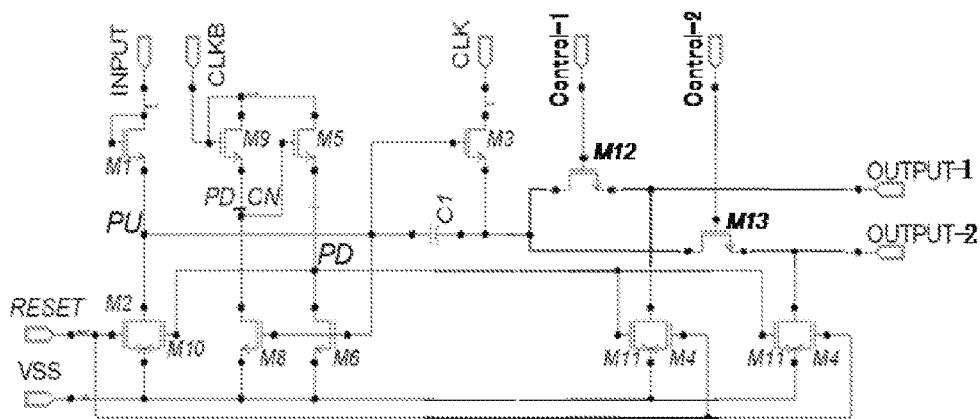 INPUT
CLKB
CLK
Control-1
Control-2
M1
M9
M5
M3
M12
OUTPUT-1
PD_CN
C1
M13
PU
OUTPUT-2
PD
RESET
M2
M10
M8
M6
M11
M4
M11
M4
VSS